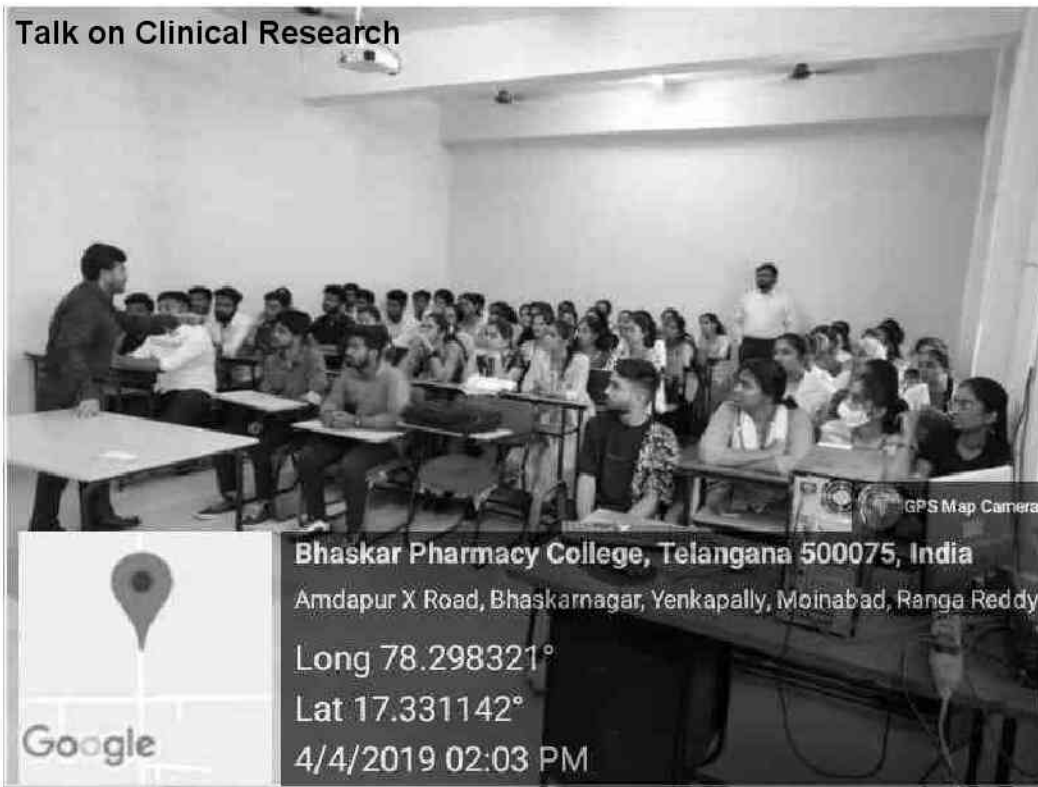 Talk on Clinical Research
GPS Map Camera
Bhaskar Pharmacy College, Telangana 500075, India
Amdapur X Road, Bhaskarnagar, Yenkapally, Moinabad, Ranga Reddy
Long 78.298321°
Lat 17.331142°
4/4/2019 02:03 PM
Google